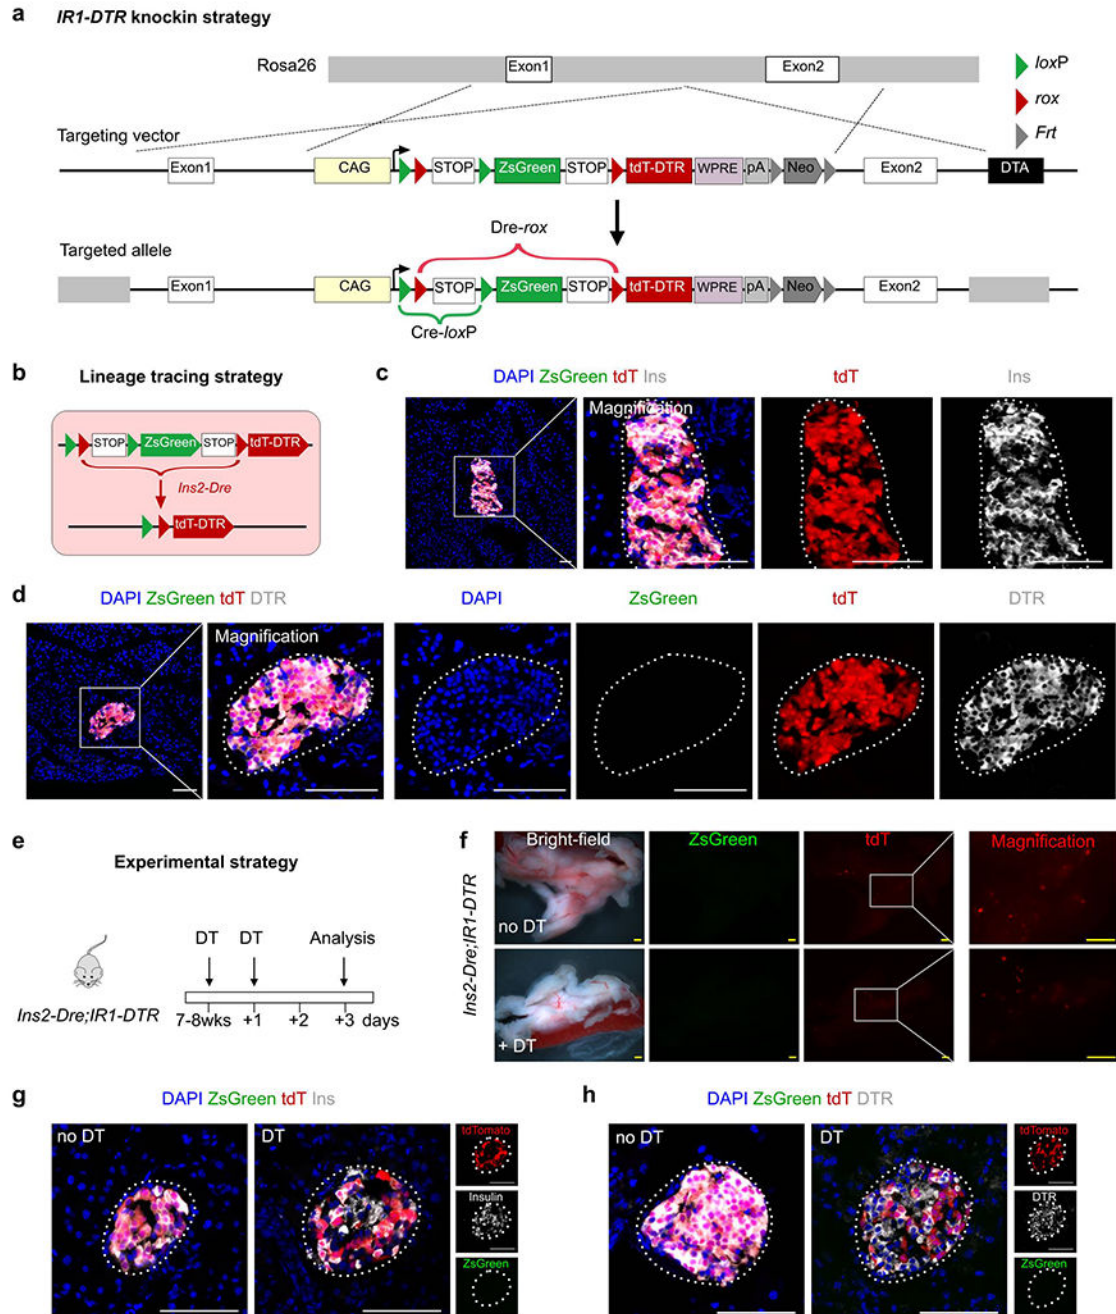 a IR1-DTR knockin strategy
Rosa26 Exon1 Exon2
loxP
rox
Frt
Targeting vector
Exon1 CAG STOP ZsGreen STOP tdT-DTR WPRE pA Neo Exon2 DTA
Dre-rox
Targeted allele
Exon1 CAG STOP ZsGreen STOP tdT-DTR WPRE pA Neo Exon2
Cre-loxP
b Lineage tracing strategy
STOP ZsGreen STOP tdT-DTR
Ins2-Dre
tdT-DTR
c DAPI ZsGreen tdT Ins tdT Ins
Magnification
d DAPI ZsGreen tdT DTR DAPI ZsGreen tdT DTR
Magnification
e Experimental strategy
DT DT Analysis
Ins2-Dre;IR1-DTR 7-8wks +1 +2 +3 days
f Ins2-Dre;IR1-DTR
Bright-field ZsGreen tdT Magnification
no DT
+ DT
g DAPI ZsGreen tdT Ins
no DT DT tdTomato
Insulin
ZsGreen
h DAPI ZsGreen tdT DTR
no DT DT tdTomato
DTR
ZsGreen